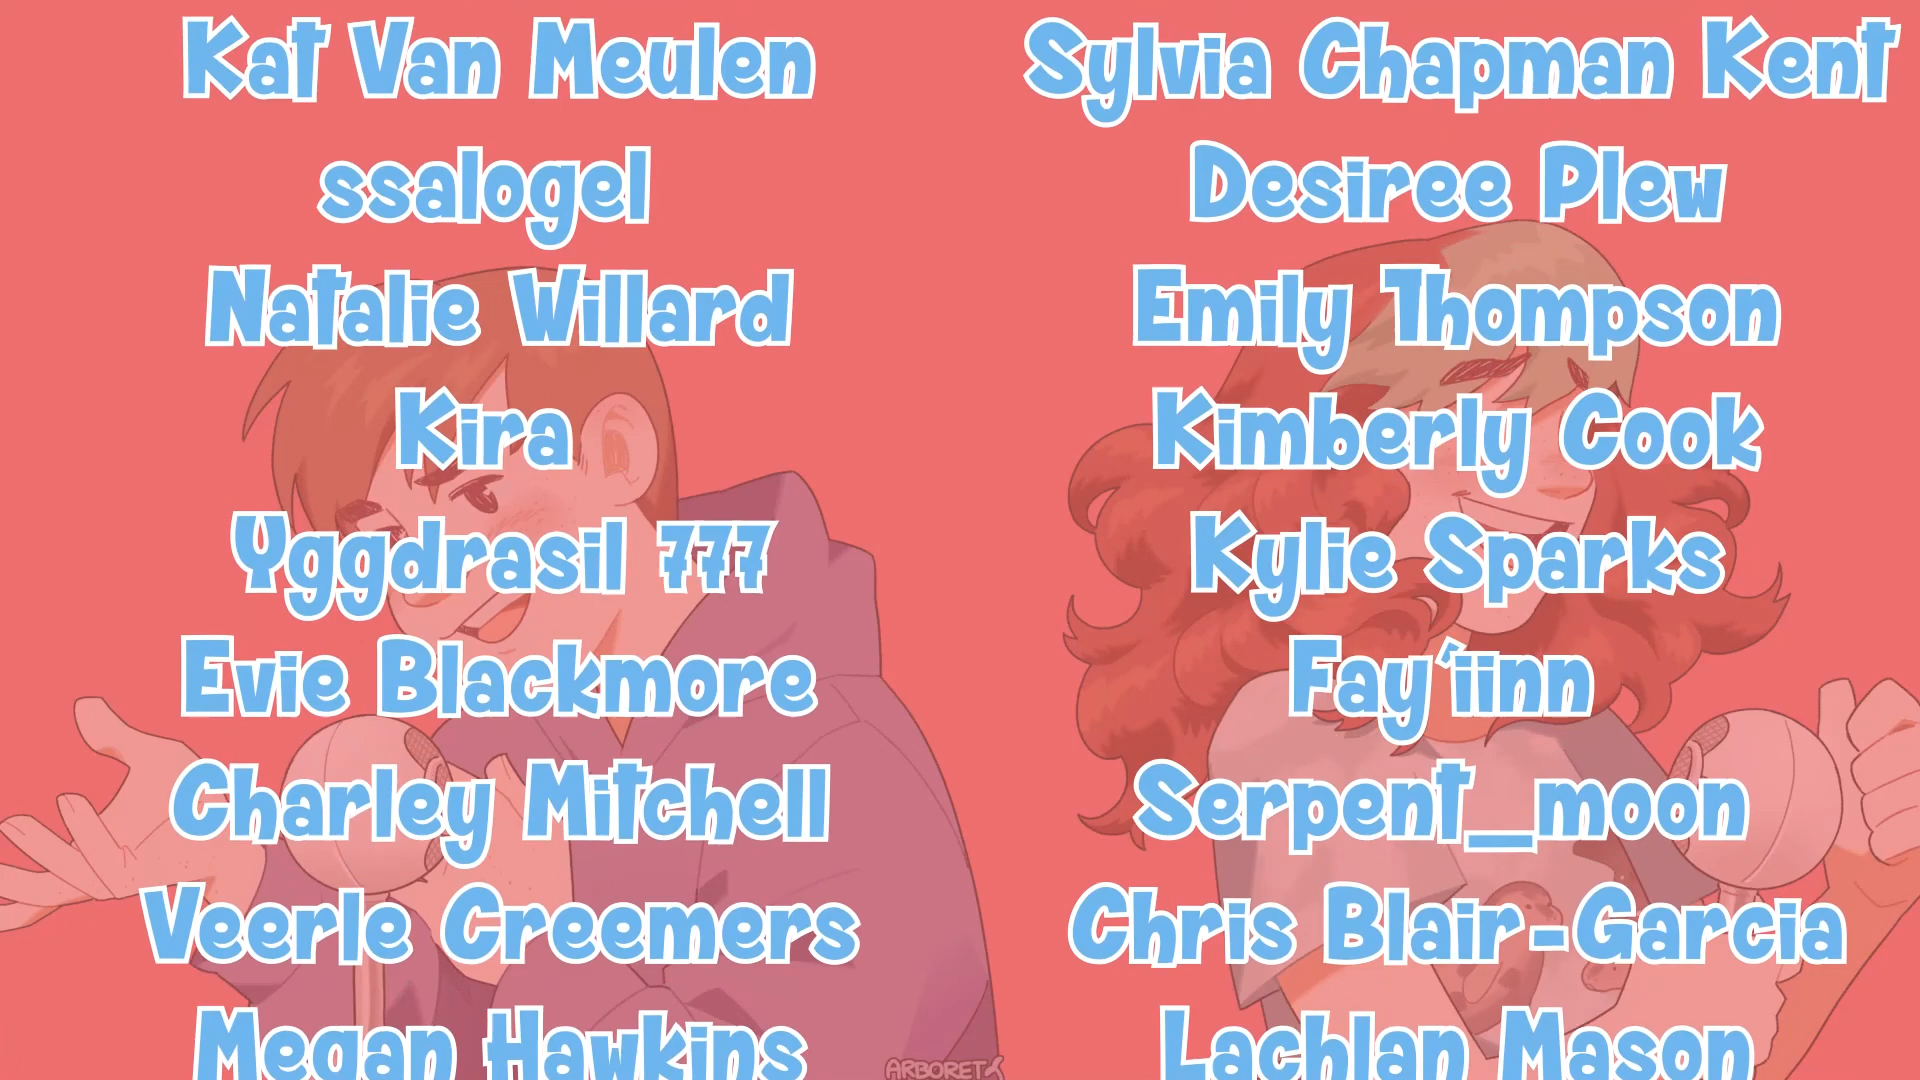 Kat Van Meulen
ssalogel
Natalie Willard
Kira
Yggdrasil 777
Evie Blackmore
Charley Mitchell
Veerle Creemers
Megan Hawkins
Sylvia Chapman Kent
Desiree Plew
Emily Thompson
Kimberly Cook
Kylie Sparks
Fay'iinn
Serpent_moon
Chris Blair-Garcia
Lachlan Mason
ARBORETY